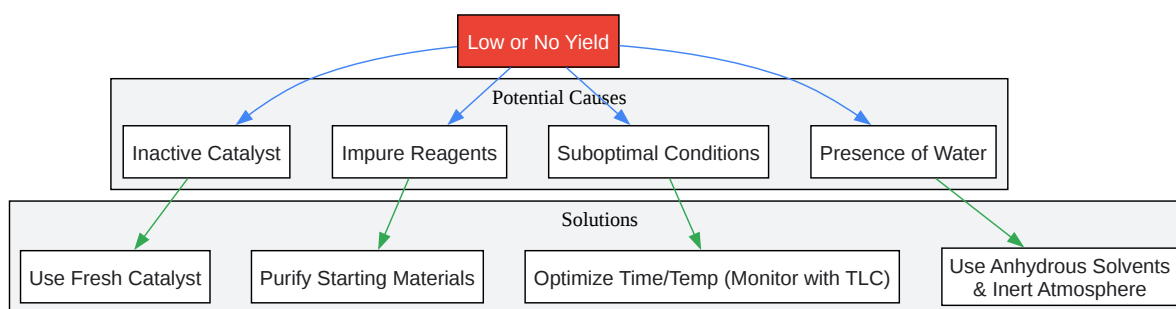 Low or No Yield
Potential Causes
Inactive Catalyst
Impure Reagents
Suboptimal Conditions
Presence of Water
Solutions
Use Fresh Catalyst
Purify Starting Materials
Optimize Time/Temp (Monitor with TLC)
Use Anhydrous Solvents
& Inert Atmosphere